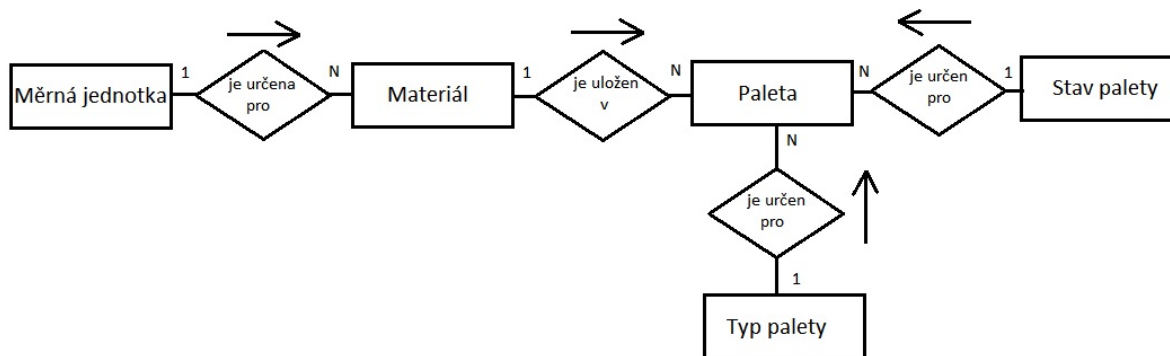 Měrná jednotka
1
je určena
pro
N
Materiál
1
je uložen
v
N
Paleta
N
je určen
pro
1
Stav palety
N
je určen
pro
1
Typ palety